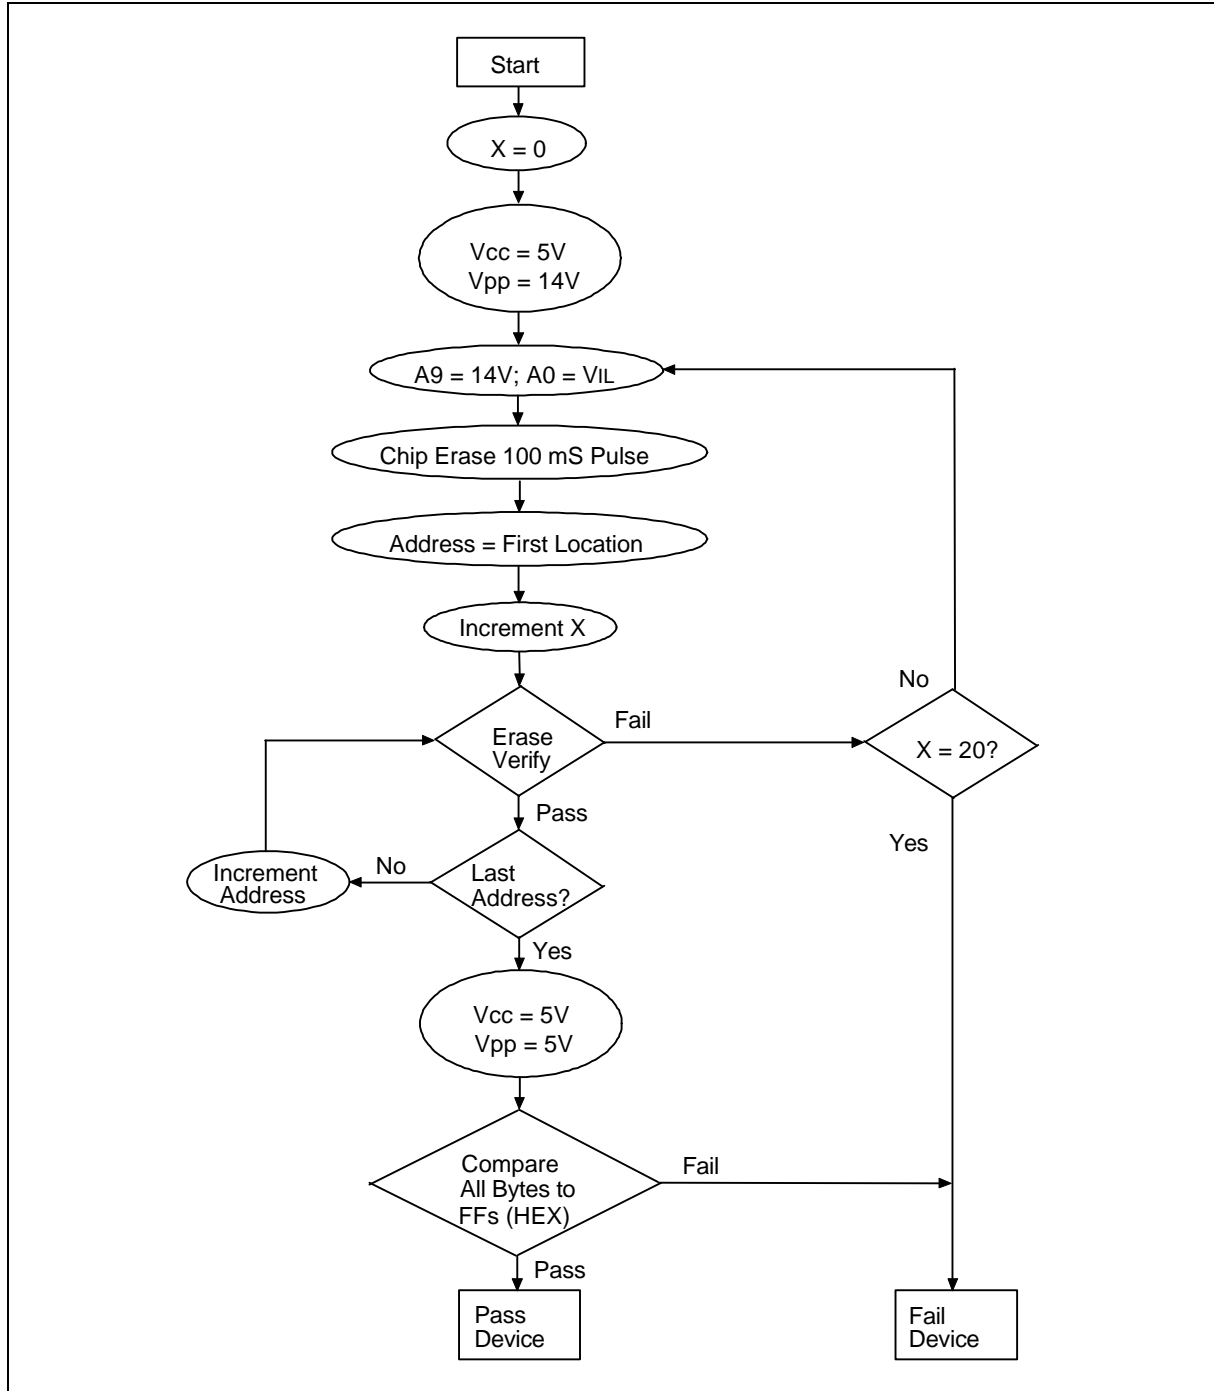 Start
X = 0
Vcc = 5V
Vpp = 14V
A9 = 14V; A0 = VIL
Chip Erase 100 mS Pulse
Address = First Location
Increment X
Erase
Verify
Fail
No
X = 20?
Yes
Pass
Last
Address?
No
Increment
Address
Yes
Vcc = 5V
Vpp = 5V
Compare
All Bytes to
FFs (HEX)
Fail
Pass
Pass
Device
Fail
Device